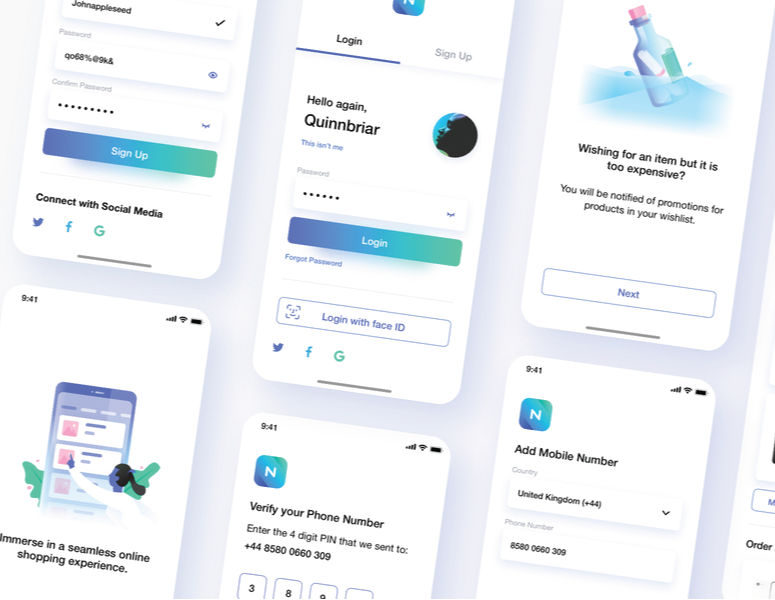 Johnappleseed
Password
qo68%@9k&
Confirm Password
•••••••••
Sign Up
Connect with Social Media
N
Login
Sign Up
Hello again,
Quinnbriar
This isn't me
Password
••••••
Login
Forgot Password
Login with face ID
Wishing for an item but it is
too expensive?
You will be notified of promotions for
products in your wishlist.
Next
9:41
Immerse in a seamless online
shopping experience.
9:41
N
Verify your Phone Number
Enter the 4 digit PIN that we sent to:
+44 8580 0660 309
3 8 9
9:41
N
Add Mobile Number
Country
United Kingdom (+44)
Phone Number
8580 0660 309
M
Order